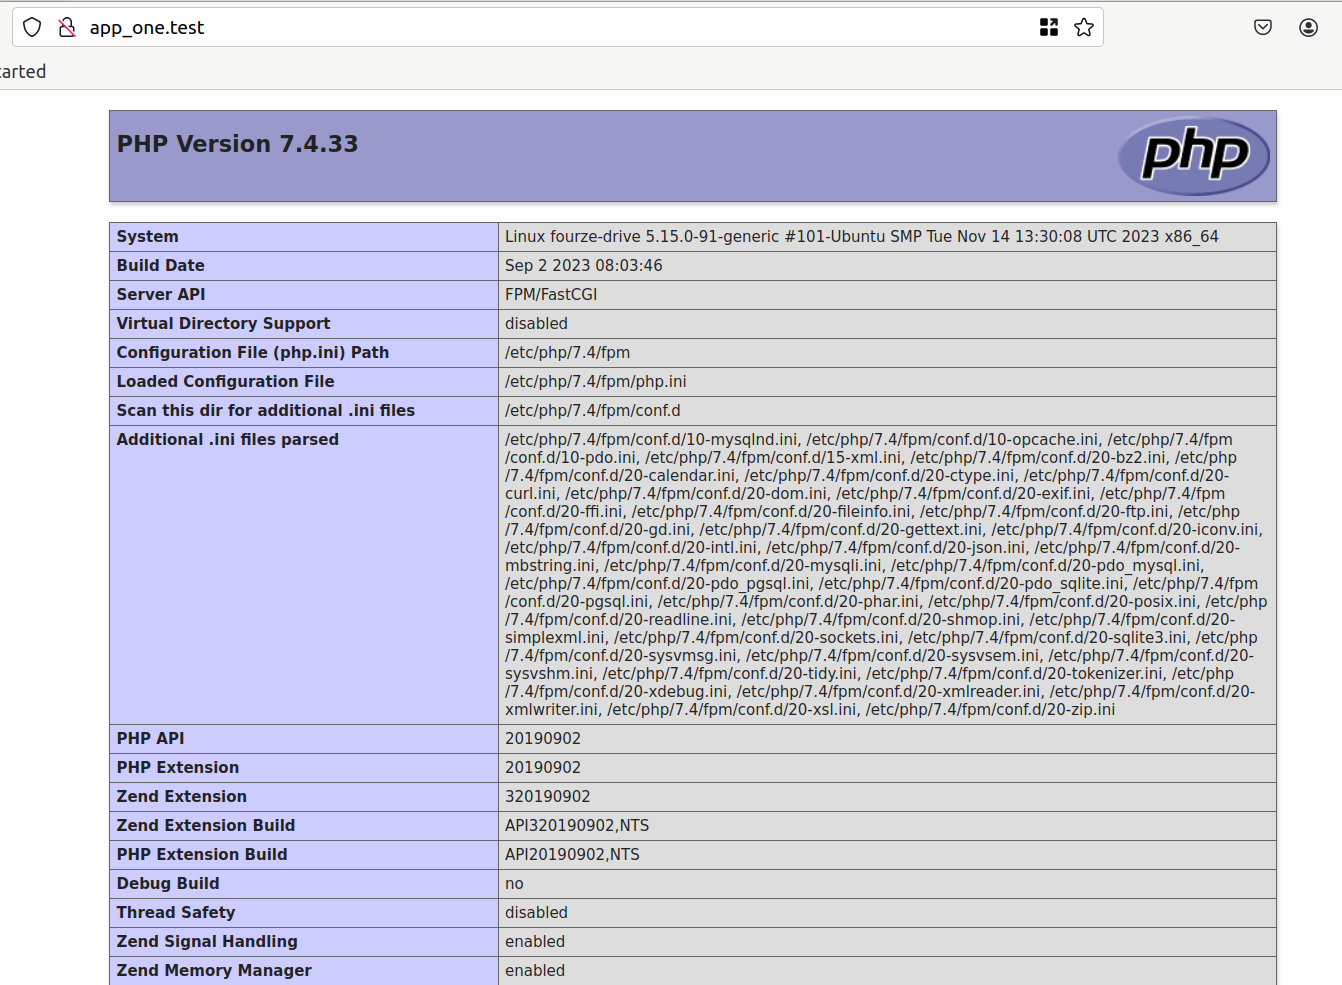 app_one.test
arted
PHP Version 7.4.33
php
System Linux fourze-drive 5.15.0-91-generic #101-Ubuntu SMP Tue Nov 14 13:30:08 UTC 2023 x86_64
Build Date Sep 2 2023 08:03:46
Server API FPM/FastCGI
Virtual Directory Support disabled
Configuration File (php.ini) Path /etc/php/7.4/fpm
Loaded Configuration File /etc/php/7.4/fpm/php.ini
Scan this dir for additional .ini files /etc/php/7.4/fpm/conf.d
Additional .ini files parsed /etc/php/7.4/fpm/conf.d/10-mysqlnd.ini, /etc/php/7.4/fpm/conf.d/10-opcache.ini, /etc/php/7.4/fpm
/conf.d/10-pdo.ini, /etc/php/7.4/fpm/conf.d/15-xml.ini, /etc/php/7.4/fpm/conf.d/20-bz2.ini, /etc/php
/7.4/fpm/conf.d/20-calendar.ini, /etc/php/7.4/fpm/conf.d/20-ctype.ini, /etc/php/7.4/fpm/conf.d/20-
curl.ini, /etc/php/7.4/fpm/conf.d/20-dom.ini, /etc/php/7.4/fpm/conf.d/20-exif.ini, /etc/php/7.4/fpm
/conf.d/20-ffi.ini, /etc/php/7.4/fpm/conf.d/20-fileinfo.ini, /etc/php/7.4/fpm/conf.d/20-ftp.ini, /etc/php
/7.4/fpm/conf.d/20-gd.ini, /etc/php/7.4/fpm/conf.d/20-gettext.ini, /etc/php/7.4/fpm/conf.d/20-iconv.ini,
/etc/php/7.4/fpm/conf.d/20-intl.ini, /etc/php/7.4/fpm/conf.d/20-json.ini, /etc/php/7.4/fpm/conf.d/20-
mbstring.ini, /etc/php/7.4/fpm/conf.d/20-mysqli.ini, /etc/php/7.4/fpm/conf.d/20-pdo_mysql.ini,
/etc/php/7.4/fpm/conf.d/20-pdo_pgsql.ini, /etc/php/7.4/fpm/conf.d/20-pdo_sqlite.ini, /etc/php/7.4/fpm
/conf.d/20-pgsql.ini, /etc/php/7.4/fpm/conf.d/20-phar.ini, /etc/php/7.4/fpm/conf.d/20-posix.ini, /etc/php
/7.4/fpm/conf.d/20-readline.ini, /etc/php/7.4/fpm/conf.d/20-shmop.ini, /etc/php/7.4/fpm/conf.d/20-
simplexml.ini, /etc/php/7.4/fpm/conf.d/20-sockets.ini, /etc/php/7.4/fpm/conf.d/20-sqlite3.ini, /etc/php
/7.4/fpm/conf.d/20-sysvmsg.ini, /etc/php/7.4/fpm/conf.d/20-sysvsem.ini, /etc/php/7.4/fpm/conf.d/20-
sysvshm.ini, /etc/php/7.4/fpm/conf.d/20-tidy.ini, /etc/php/7.4/fpm/conf.d/20-tokenizer.ini, /etc/php
/7.4/fpm/conf.d/20-xdebug.ini, /etc/php/7.4/fpm/conf.d/20-xmlreader.ini, /etc/php/7.4/fpm/conf.d/20-
xmlwriter.ini, /etc/php/7.4/fpm/conf.d/20-xsl.ini, /etc/php/7.4/fpm/conf.d/20-zip.ini
PHP API 20190902
PHP Extension 20190902
Zend Extension 320190902
Zend Extension Build API320190902,NTS
PHP Extension Build API20190902,NTS
Debug Build no
Thread Safety disabled
Zend Signal Handling enabled
Zend Memory Manager enabled